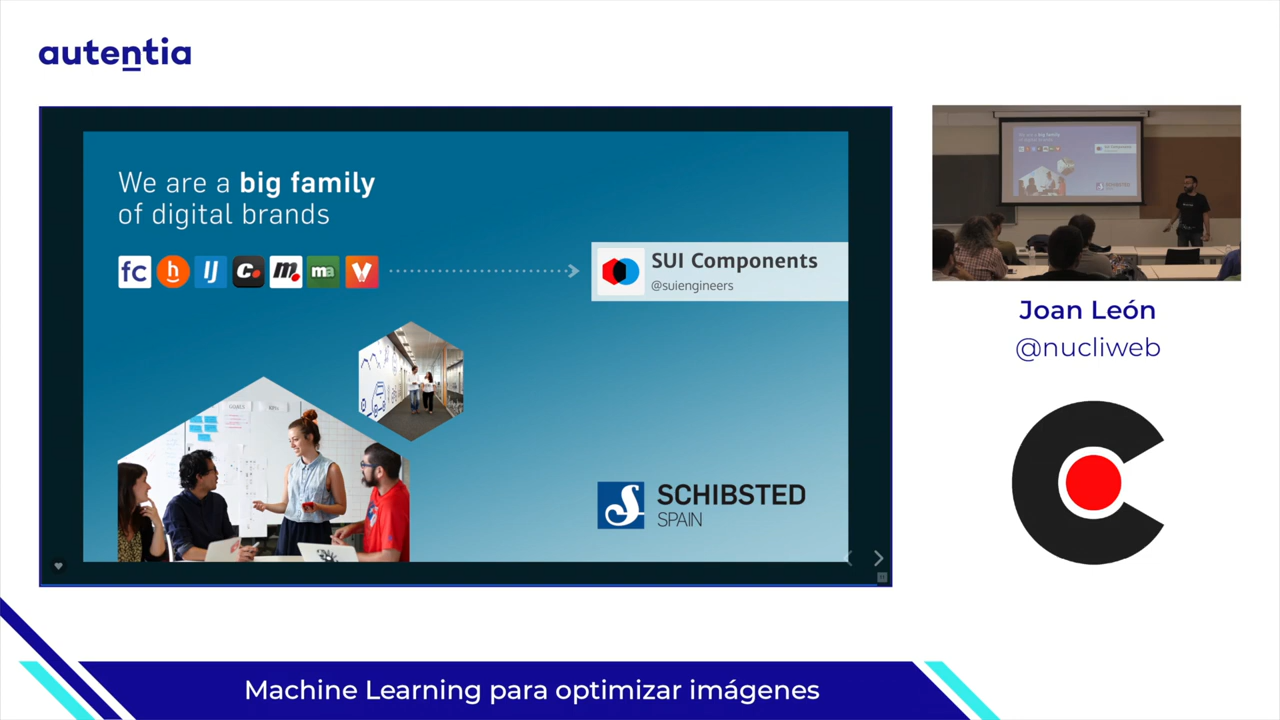 autentia
We are a big family
of digital brands
fc h IJ c. m. ma V
SUI Components
@suiengineers
SCHIBSTED
SPAIN
Joan León
@nucliweb
Machine Learning para optimizar imágenes